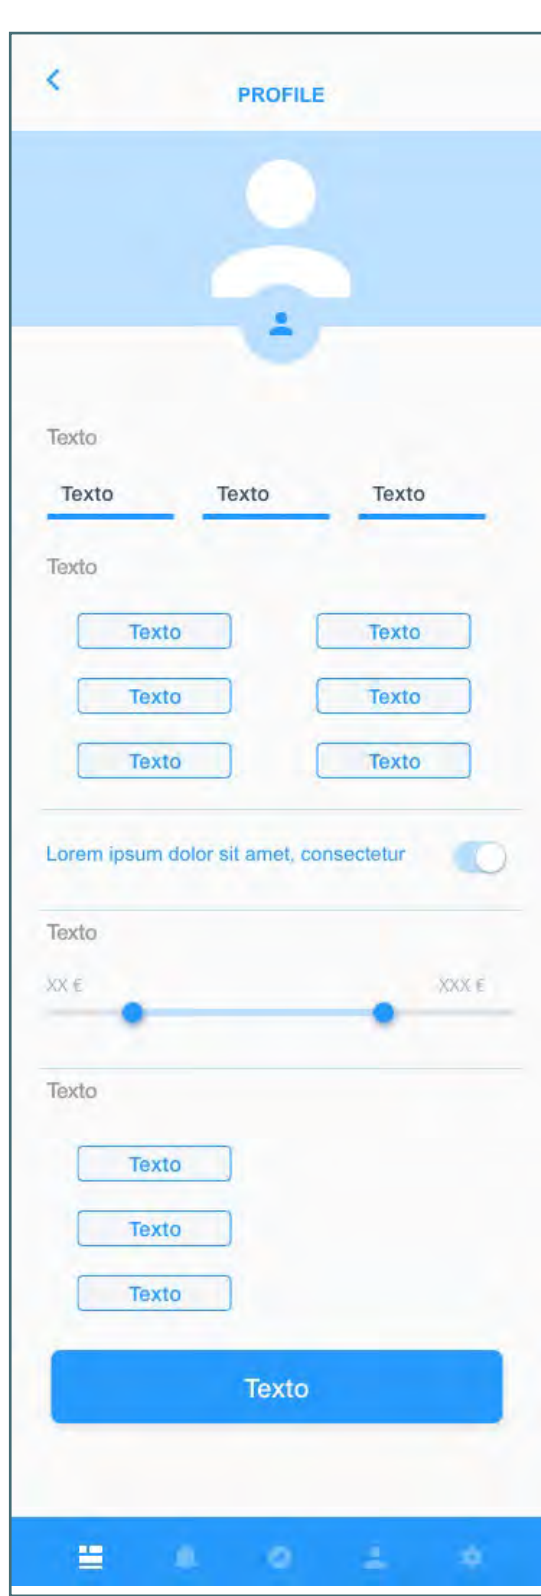 PROFILE
Texto
Texto Texto Texto
Texto
Texto Texto
Texto Texto
Texto Texto
Lorem ipsum dolor sit amet, consectetur
Texto
XX € XXX €
Texto
Texto
Texto
Texto
Texto